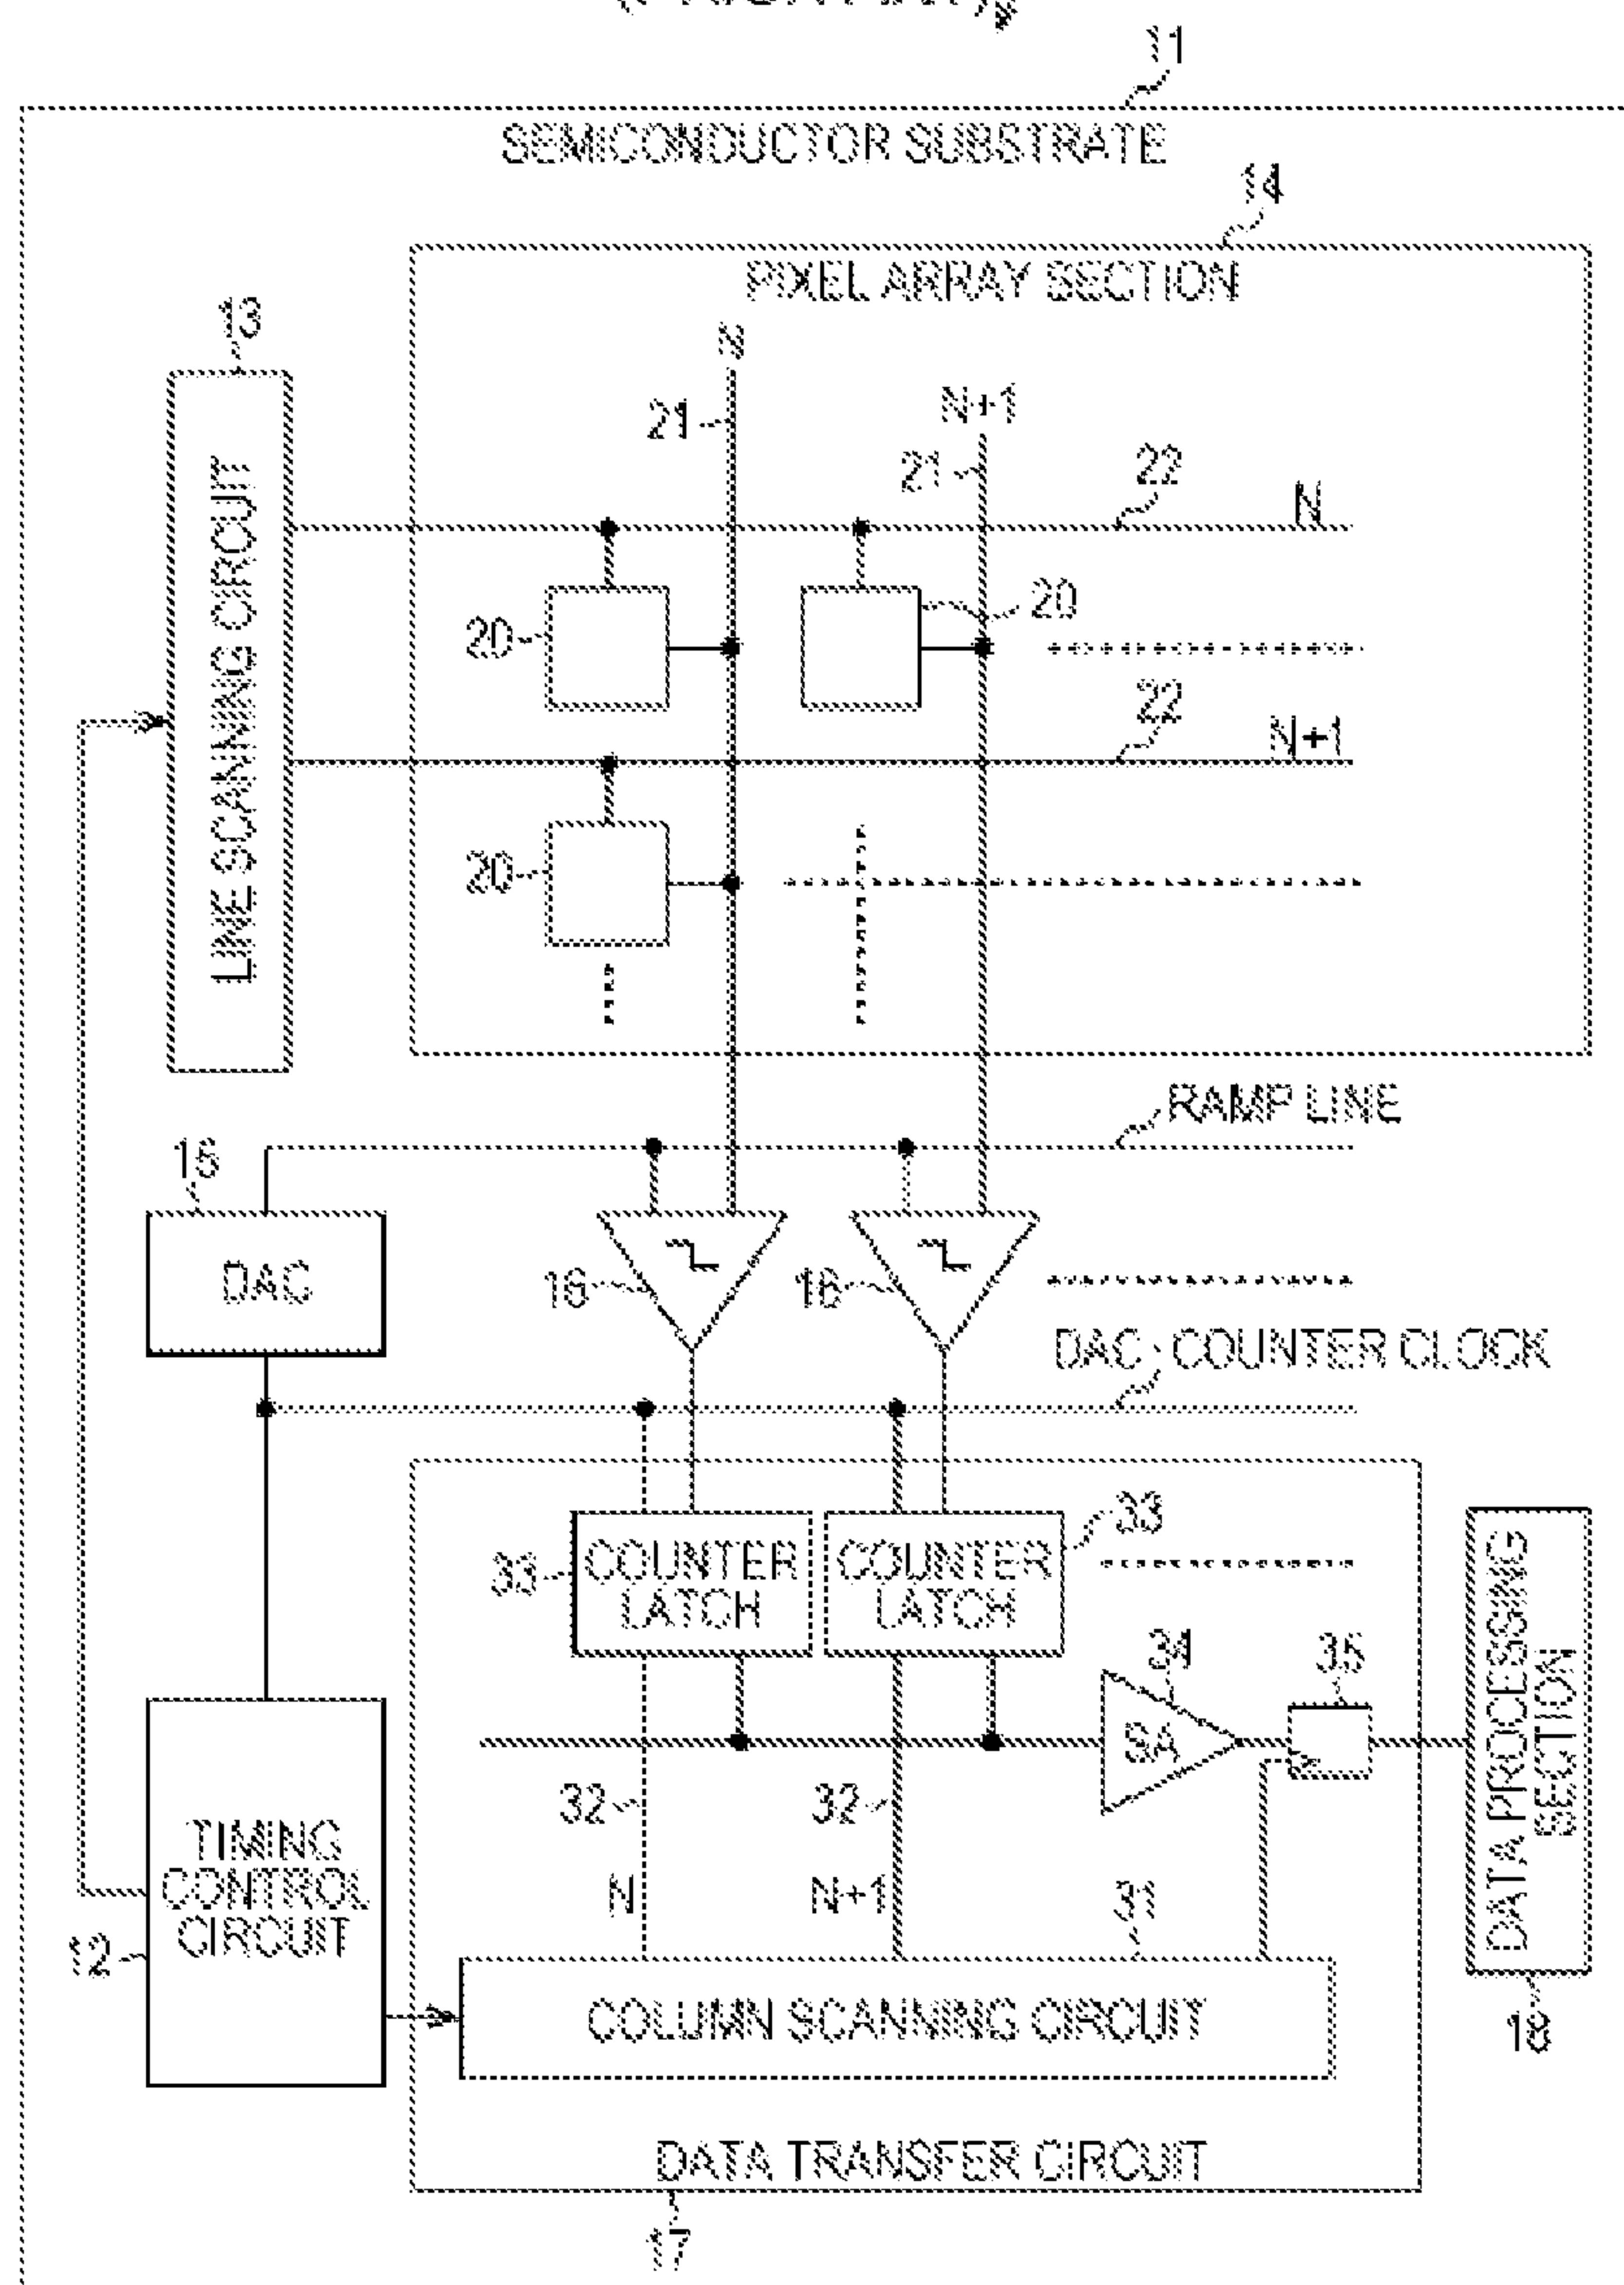 (PRIOR ART)
11
SEMICONDUCTOR SUBSTRATE
14
PIXEL ARRAY SECTION
13
LINE SCANNING CIRCUIT
N
21
N+1
21
22
N
20
20
22
N+1
20
RAMP LINE
15
DAC
16
16
DAC · COUNTER CLOCK
33
COUNTER
LATCH
COUNTER
LATCH
33
34
SA
35
DATA PROCESSING
SECTION
18
32
32
N
N+1
31
TIMING
CONTROL
CIRCUIT
12
COLUMN SCANNING CIRCUIT
DATA TRANSFER CIRCUIT
17